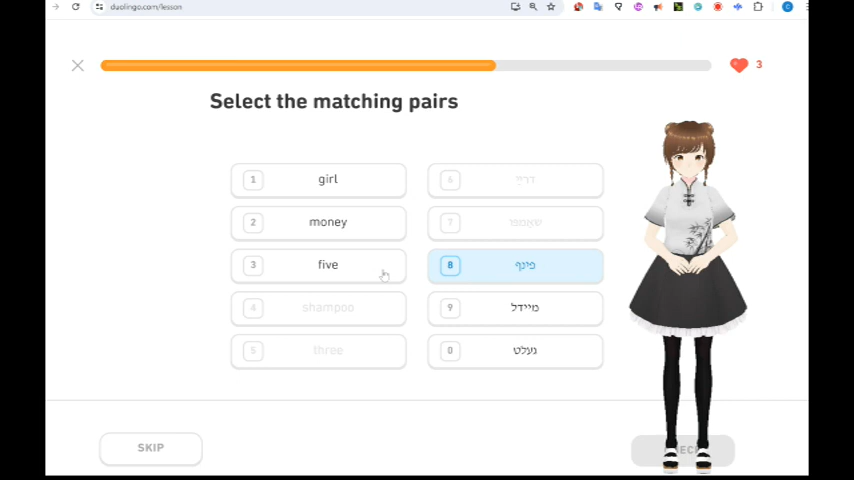 duolingo.com/lesson
3
Select the matching pairs
1 girl
6 דרײַ
2 money
7 שאַמפּו
3 five
8 פֿינף
4 shampoo
9 מיידל
5 three
0 געלט
SKIP